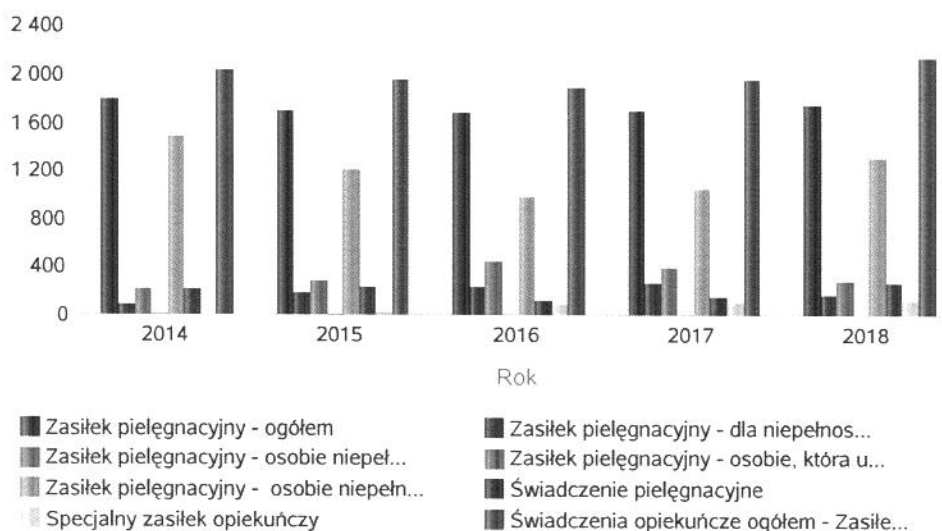 2 400
2 000
1 600
1 200
800
400
0
2014 2015 2016 2017 2018
Rok
Zasiłek pielęgnacyjny - ogółem
Zasiłek pielęgnacyjny - dla niepełnos...
Zasiłek pielęgnacyjny - osobie niepeł...
Zasiłek pielęgnacyjny - osobie, która u...
Zasiłek pielęgnacyjny - osobie niepełn...
Świadczenie pielęgnacyjne
Specjalny zasiłek opiekuńczy
Świadczenia opiekuńcze ogółem - Zasiłe...